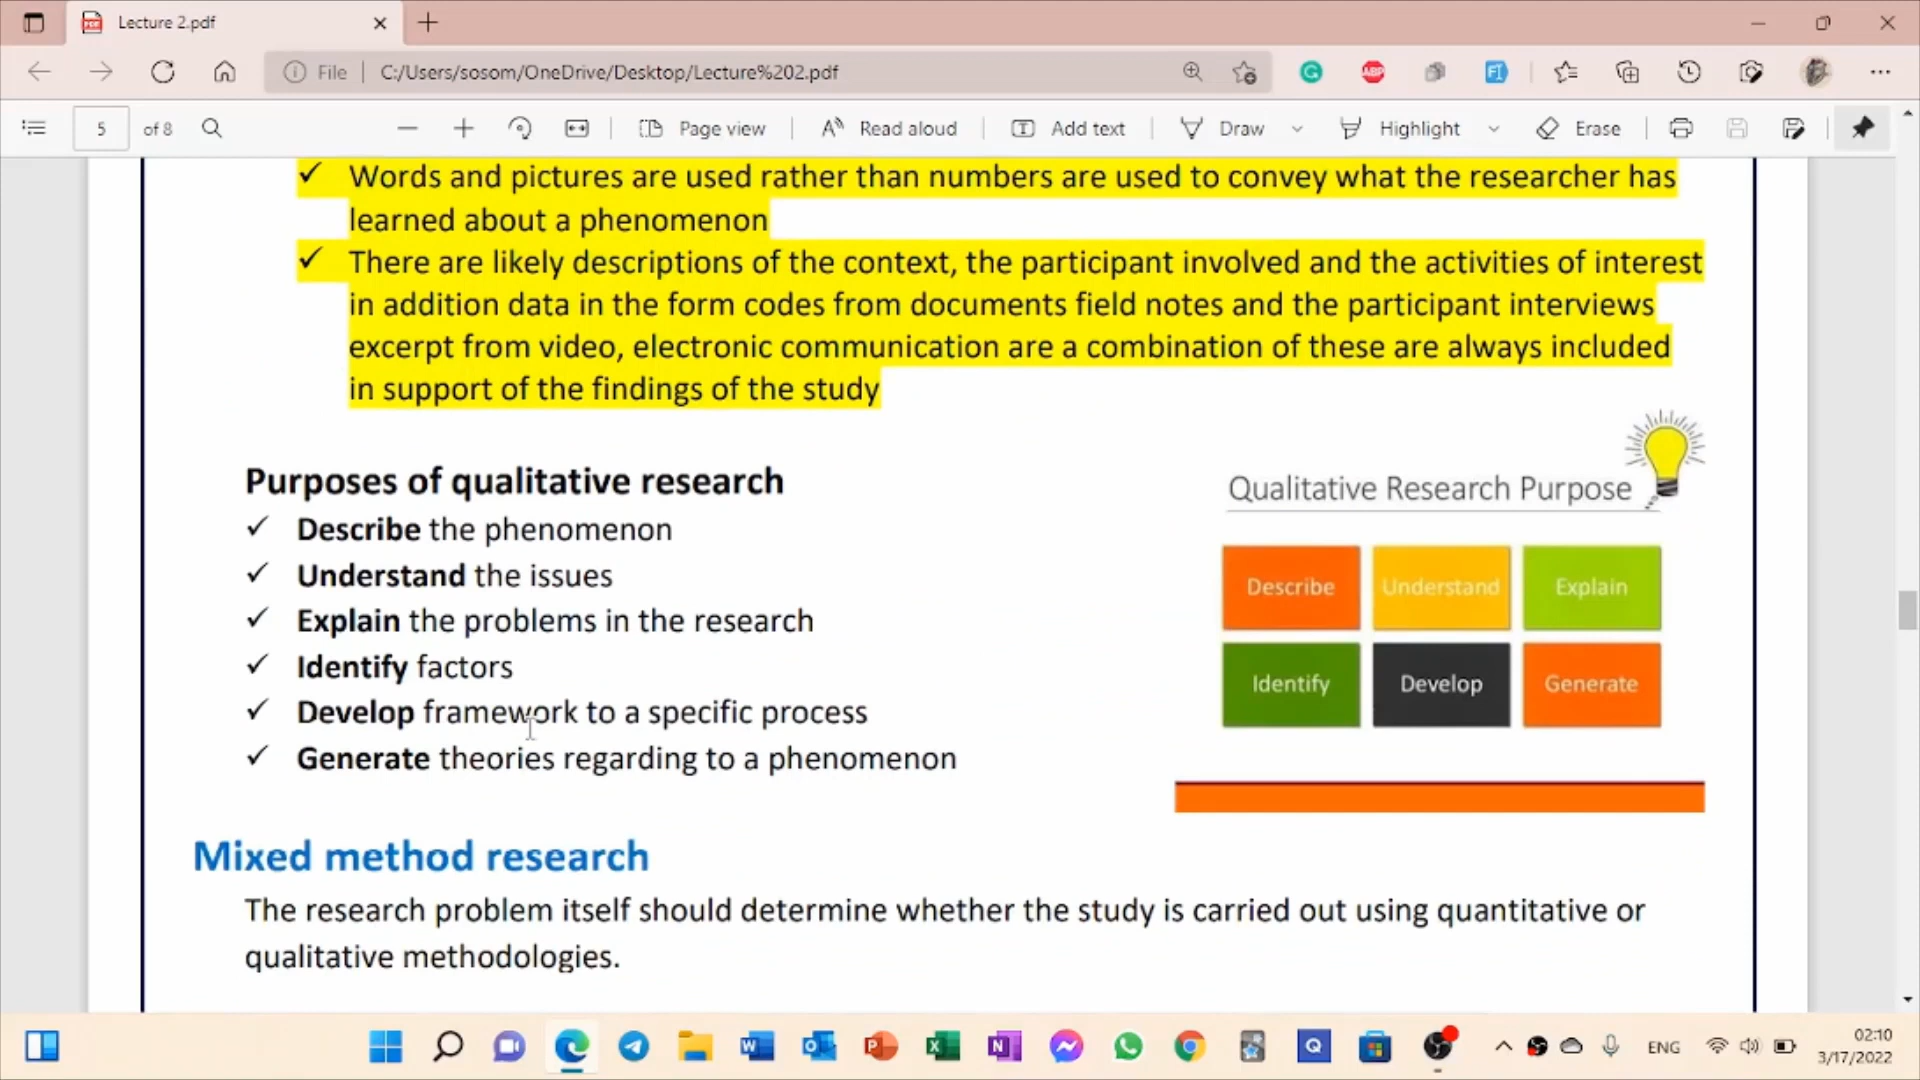 Lecture 2.pdf
File
C:/Users/sosom/OneDrive/Desktop/Lecture%202.pdf
5 of 8
Page view
Read aloud
Add text
Draw
Highlight
Erase
✓ Words and pictures are used rather than numbers are used to convey what the researcher has
learned about a phenomenon
✓ There are likely descriptions of the context, the participant involved and the activities of interest
in addition data in the form codes from documents field notes and the participant interviews
excerpt from video, electronic communication are a combination of these are always included
in support of the findings of the study
Purposes of qualitative research
✓ Describe the phenomenon
✓ Understand the issues
✓ Explain the problems in the research
✓ Identify factors
✓ Develop framework to a specific process
✓ Generate theories regarding to a phenomenon
Qualitative Research Purpose
Describe Understand Explain
Identify Develop Generate
Mixed method research
The research problem itself should determine whether the study is carried out using quantitative or
qualitative methodologies.
ENG
02:10
3/17/2022